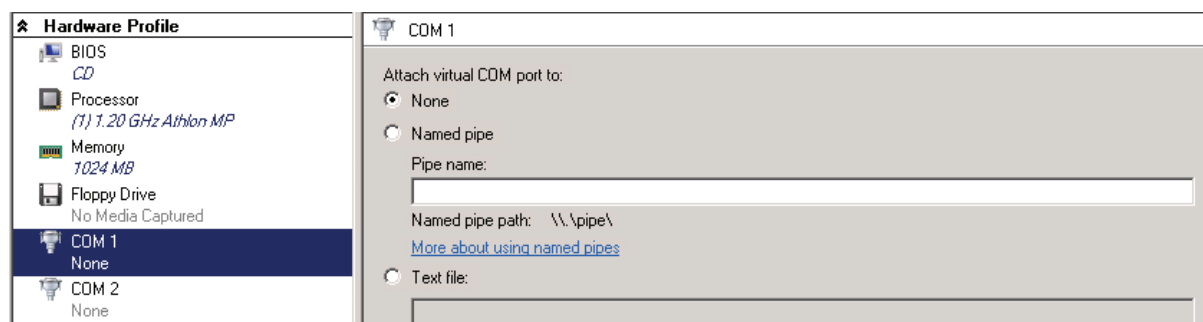 Hardware Profile
BIOS
CD
Processor
(1) 1.20 GHz Athlon MP
Memory
1024 MB
Floppy Drive
No Media Captured
COM 1
None
COM 2
None
COM 1
Attach virtual COM port to:
None
Named pipe
Pipe name:
Named pipe path: \\.\pipe\
More about using named pipes
Text file: